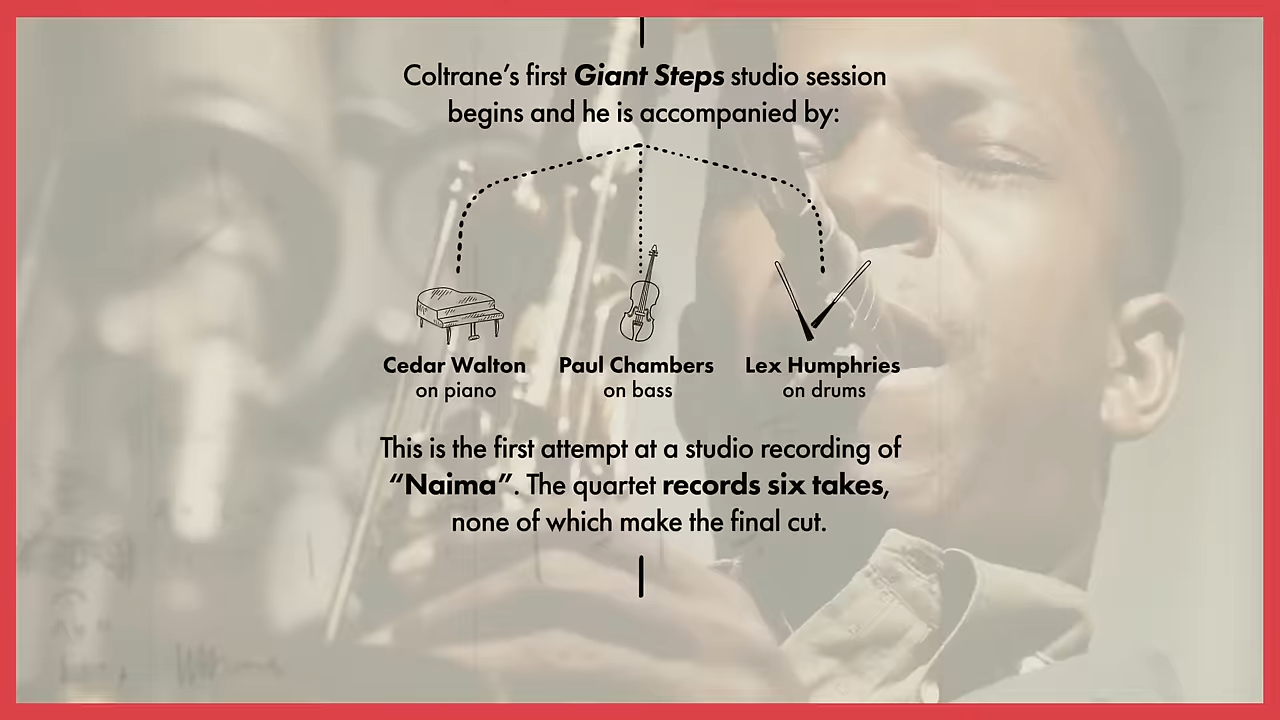 Coltrane’s first Giant Steps studio session
begins and he is accompanied by:
Cedar Walton
on piano
Paul Chambers
on bass
Lex Humphries
on drums
This is the first attempt at a studio recording of
“Naima”. The quartet records six takes,
none of which make the final cut.